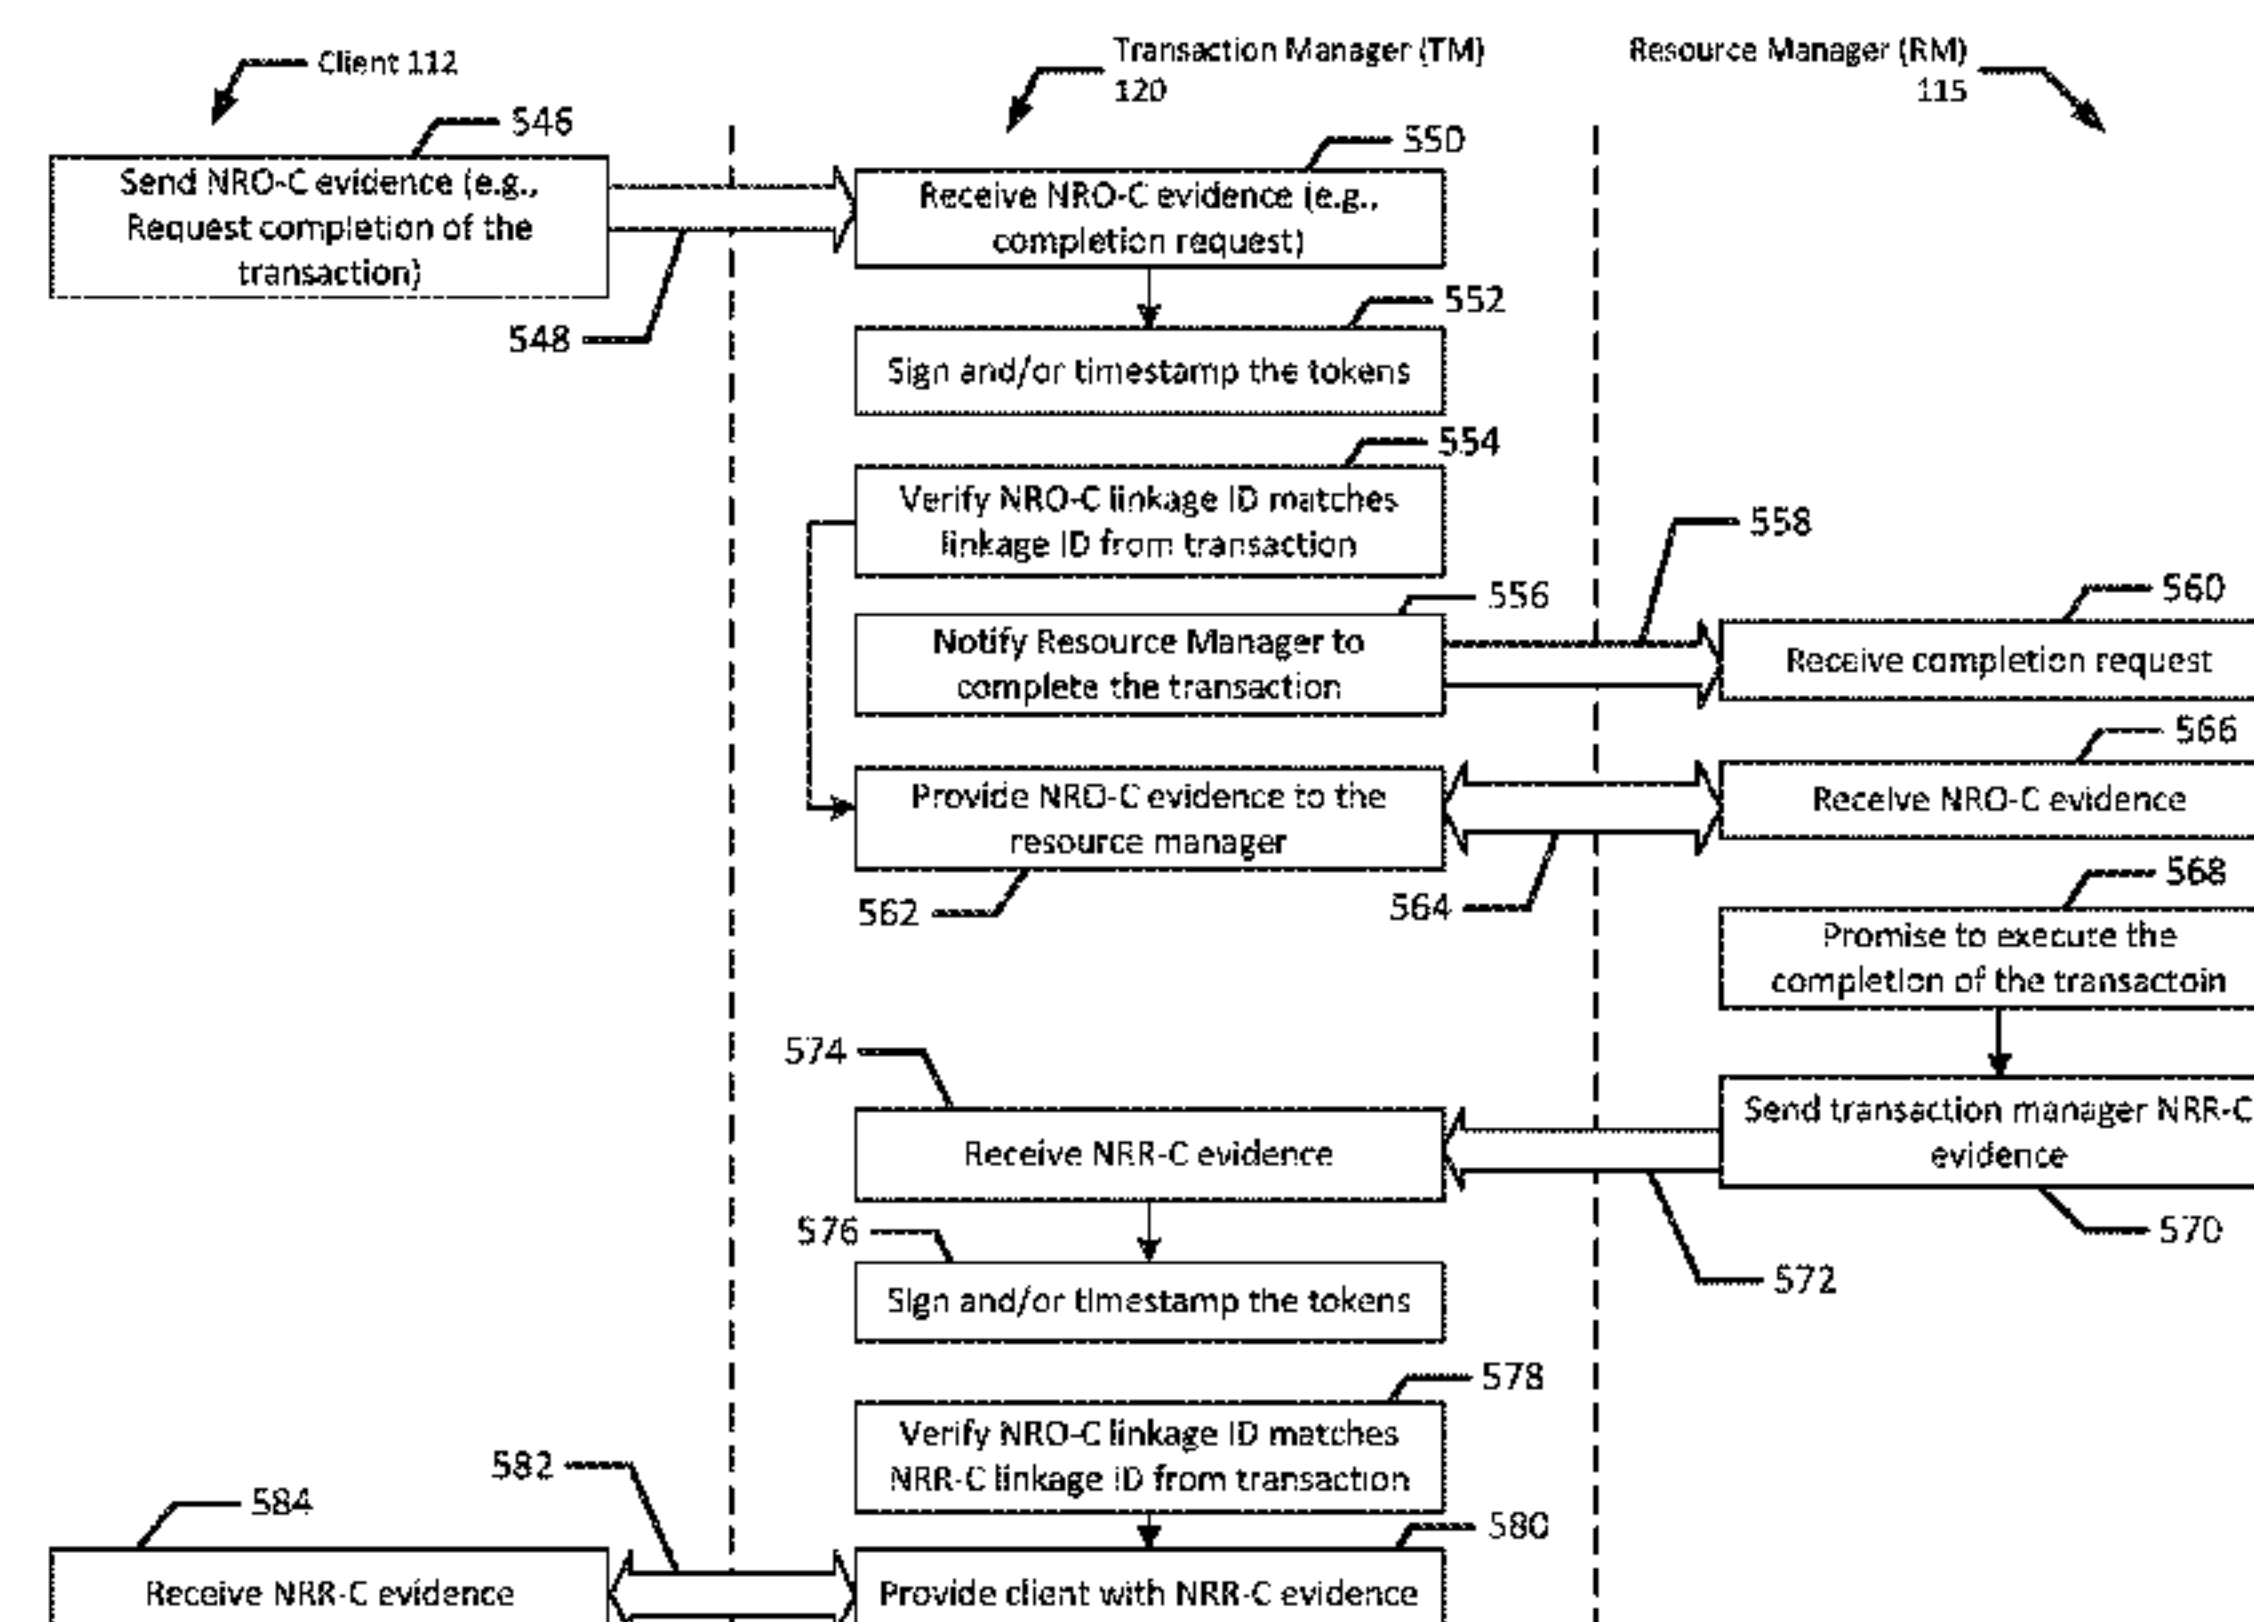 Client 112
Transaction Manager (TM)
120
Resource Manager (RM)
115
546
Send NRO-C evidence (e.g.,
Request completion of the
transaction)
548
550
Receive NRO-C evidence (e.g.,
completion request)
552
Sign and/or timestamp the tokens
554
Verify NRO-C linkage ID matches
linkage ID from transaction
556
Notify Resource Manager to
complete the transaction
558
560
Receive completion request
562
Provide NRO-C evidence to the
resource manager
564
566
Receive NRO-C evidence
568
Promise to execute the
completion of the transactoin
Send transaction manager NRR-C
evidence
570
572
574
Receive NRR-C evidence
576
Sign and/or timestamp the tokens
578
Verify NRO-C linkage ID matches
NRR-C linkage ID from transaction
580
Provide client with NRR-C evidence
582
584
Receive NRR-C evidence